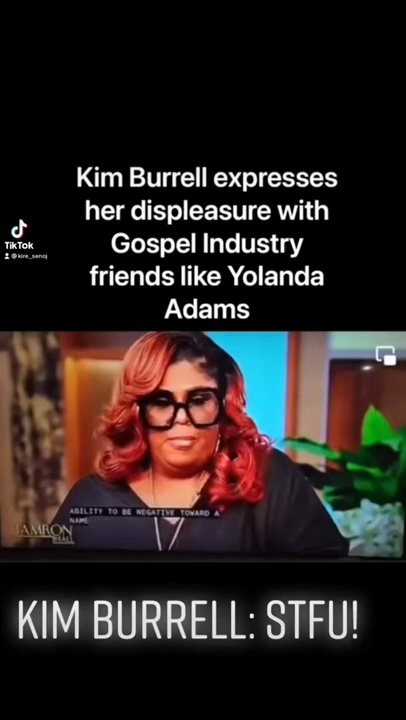 Kim Burrell expresses
her displeasure with
Gospel Industry
friends like Yolanda
Adams
TikTok
@kire_senoj
ABILITY TO BE NEGATIVE TOWARD A
NAME
TAMRON
HALL
KIM BURRELL: STFU!